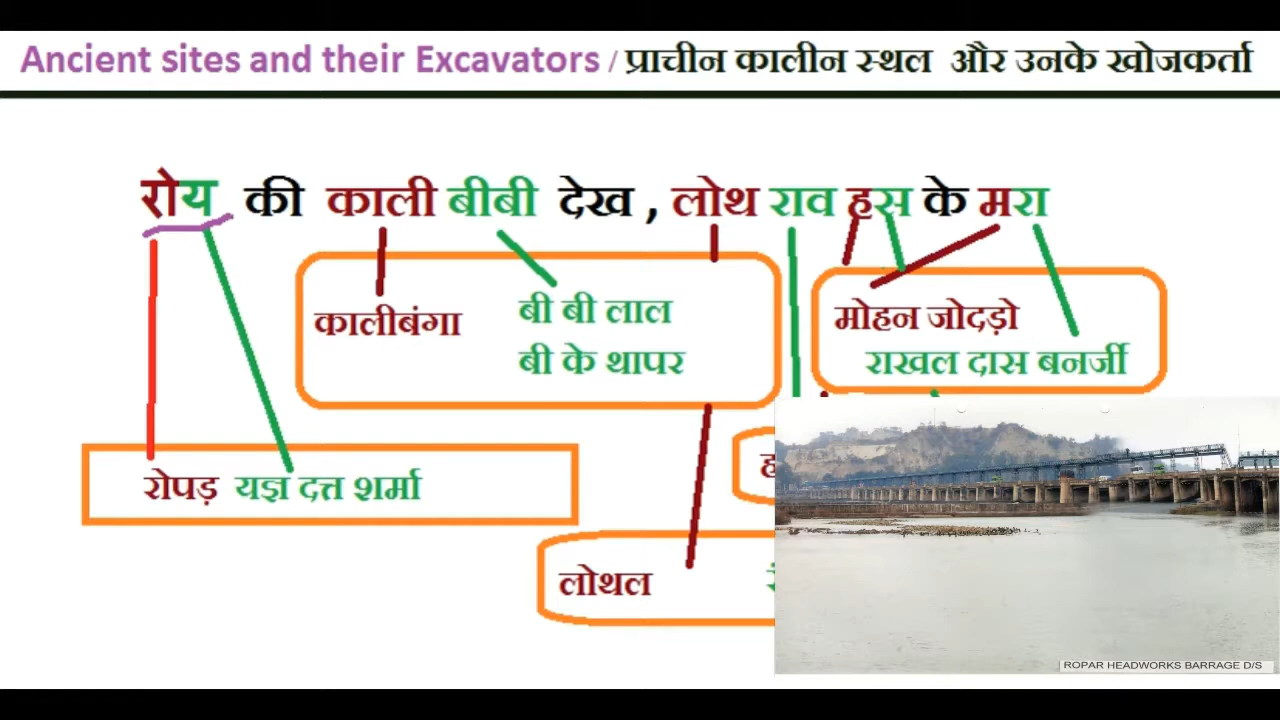 Ancient sites and their Excavators / प्राचीन कालीन स्थल और उनके खोजकर्ता
रोय की काली बीबी देख , लोथ राव हस के मरा
कालीबंगा
बी बी लाल
बी के थापर
मोहन जोदड़ो
राखल दास बनर्जी
रोपड़ यज्ञ दत्त शर्मा
लोथल
ROPAR HEADWORKS BARRAGE D/S